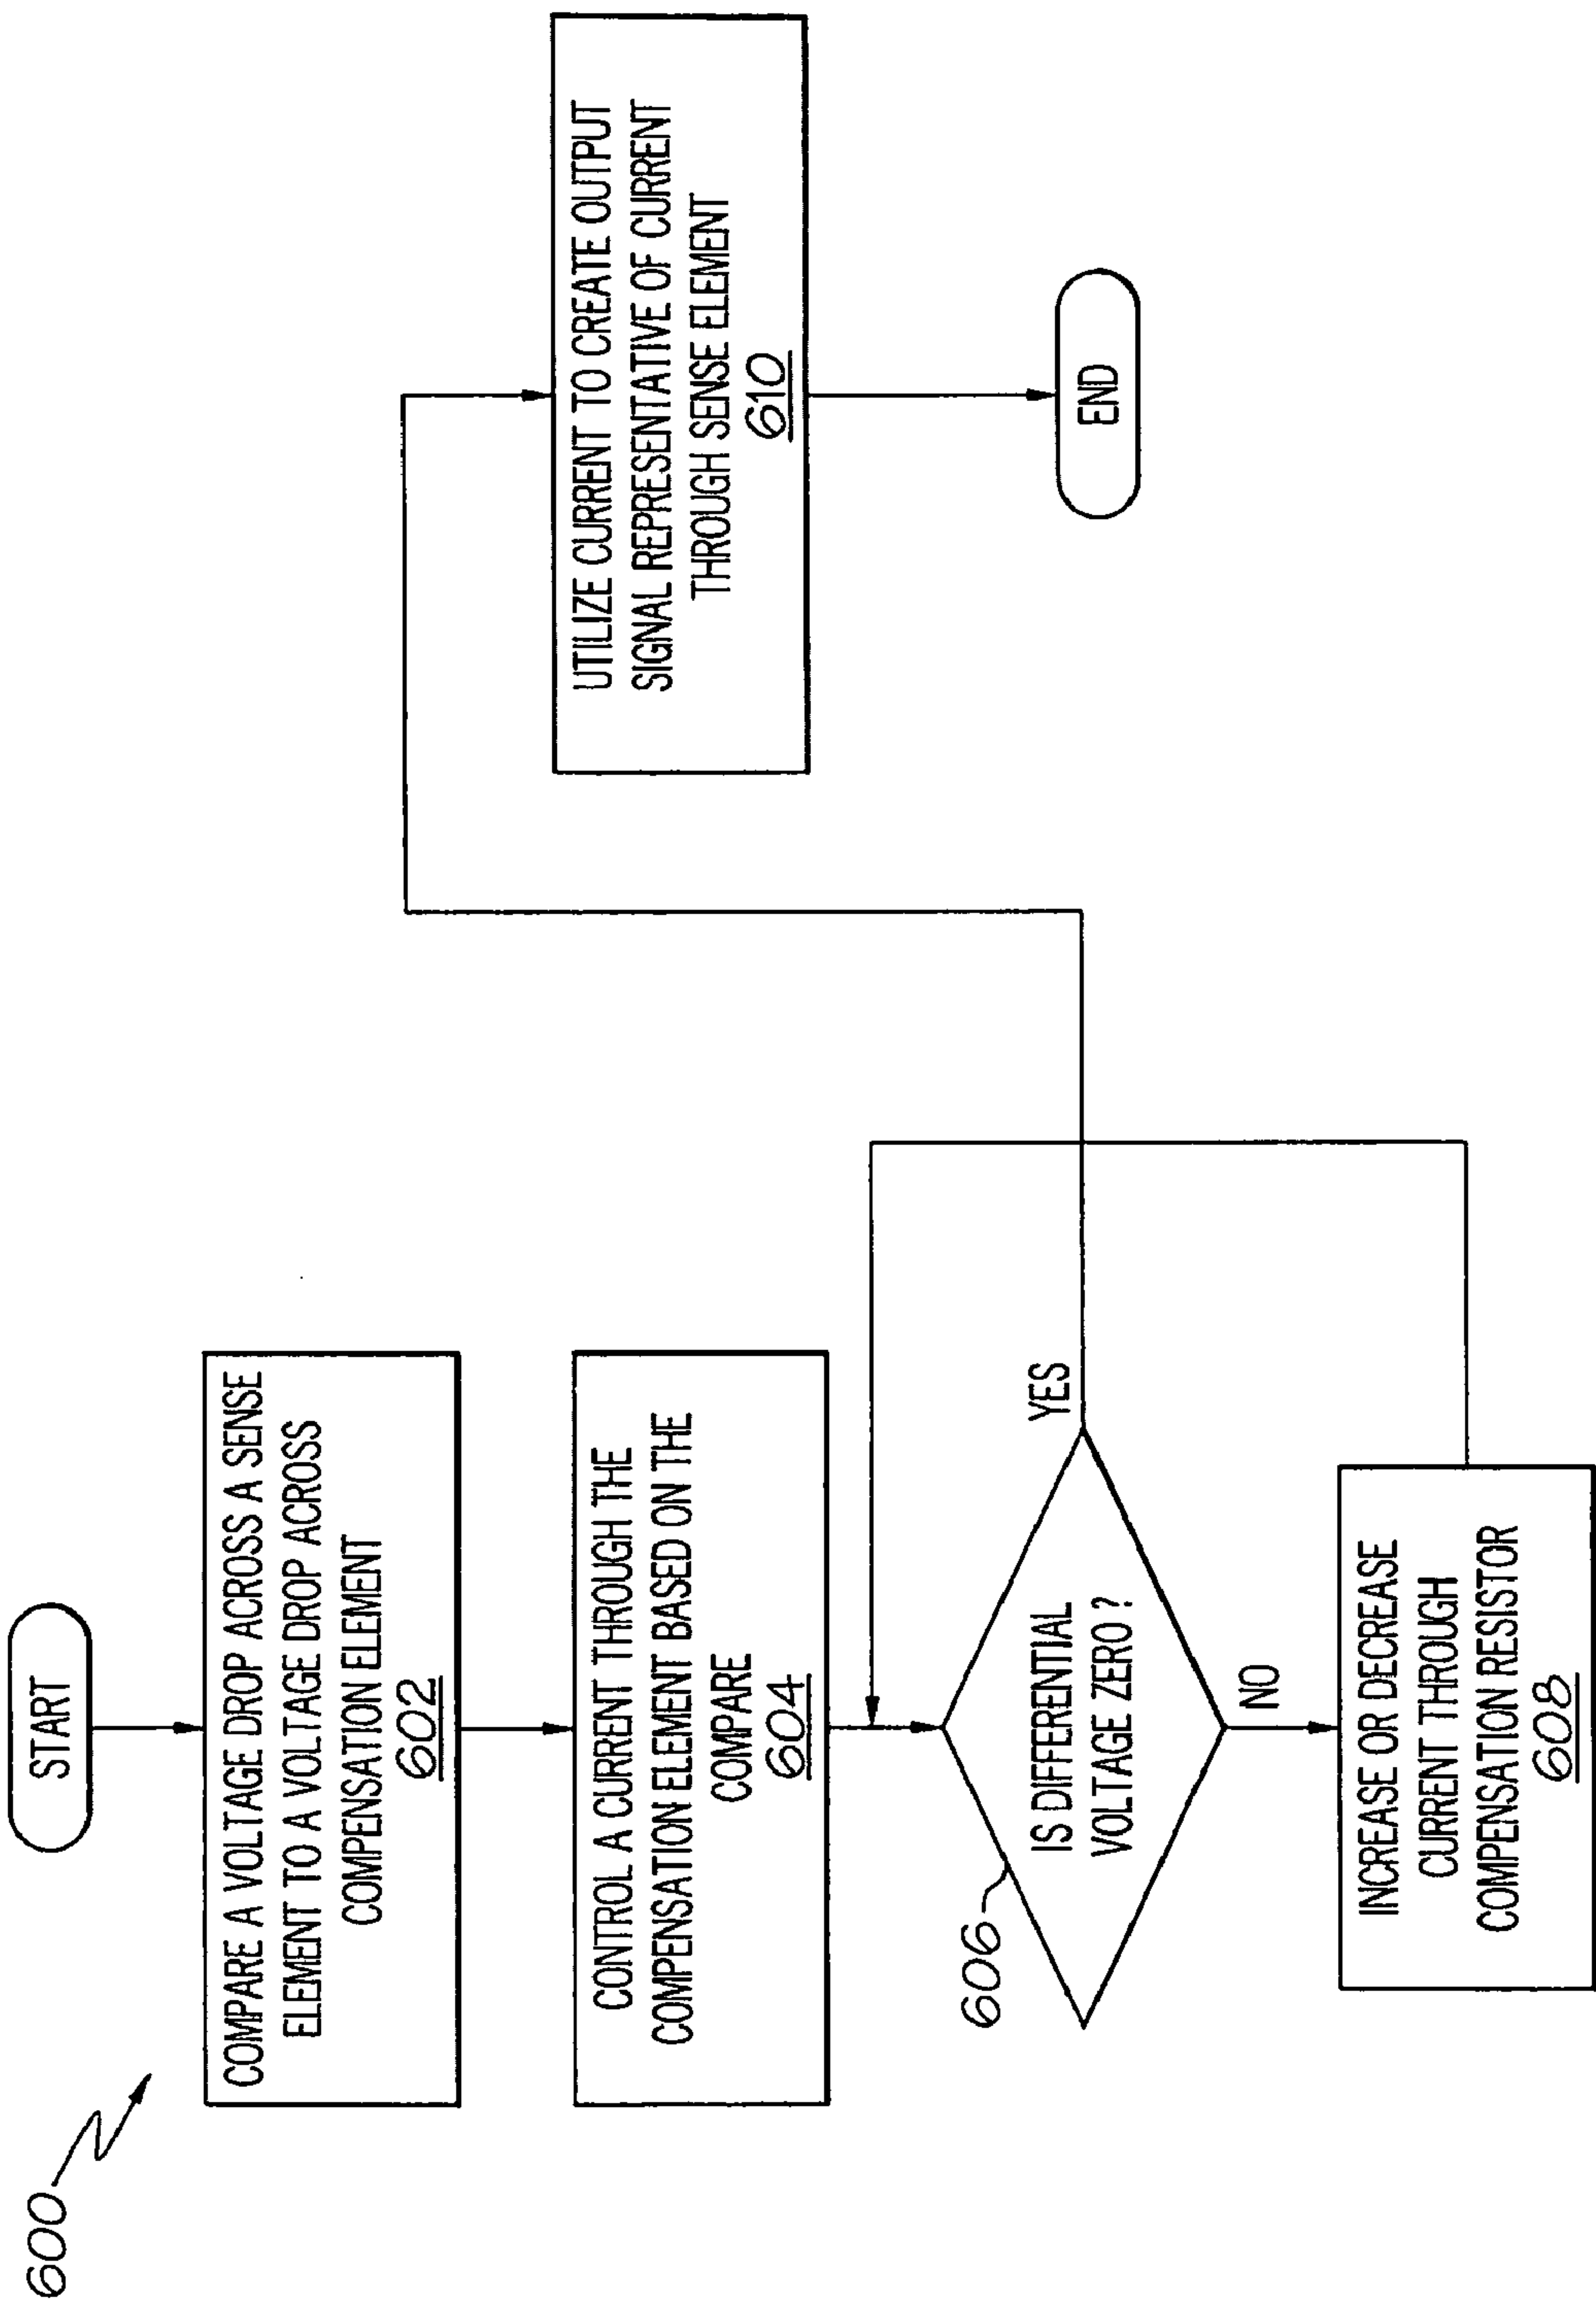 600
START
COMPARE A VOLTAGE DROP ACROSS A SENSE
ELEMENT TO A VOLTAGE DROP ACROSS
COMPENSATION ELEMENT
602
CONTROL A CURRENT THROUGH THE
COMPENSATION ELEMENT BASED ON THE
COMPARE
604
606
IS DIFFERENTIAL
VOLTAGE ZERO ?
YES
NO
INCREASE OR DECREASE
CURRENT THROUGH
COMPENSATION RESISTOR
608
UTILIZE CURRENT TO CREATE OUTPUT
SIGNAL REPRESENTATIVE OF CURRENT
THROUGH SENSE ELEMENT
610
END